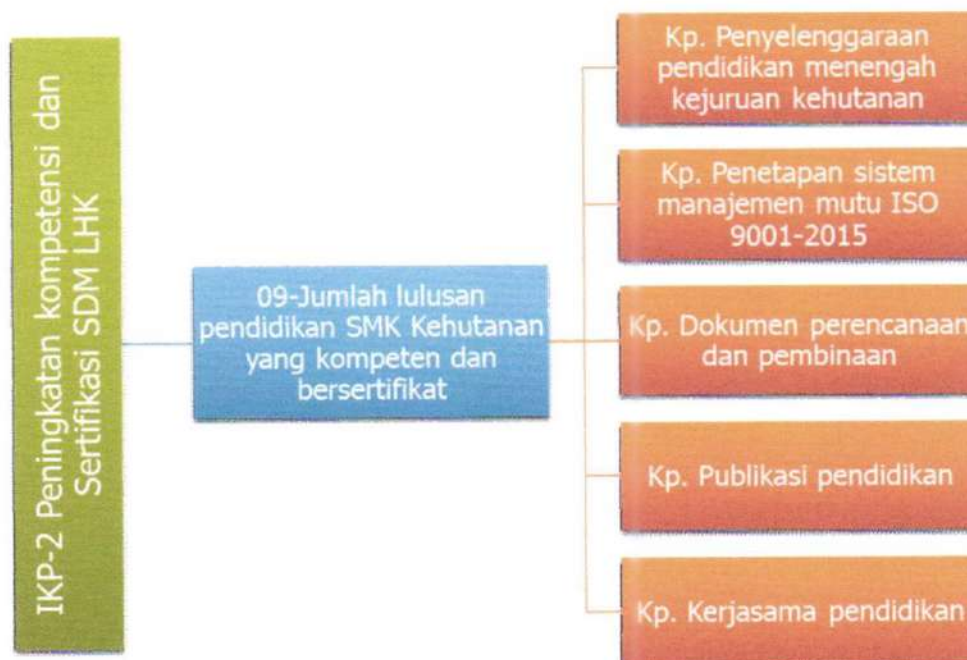 IKP-2 Peningkatan kompetensi dan
Sertifikasi SDM LHK
09-Jumlah lulusan
pendidikan SMK Kehutanan
yang kompeten dan
bersertifikat
Kp. Penyelenggaraan
pendidikan menengah
kejuruan kehutanan
Kp. Penetapan sistem
manajemen mutu ISO
9001-2015
Kp. Dokumen perencanaan
dan pembinaan
Kp. Publikasi pendidikan
Kp. Kerjasama pendidikan